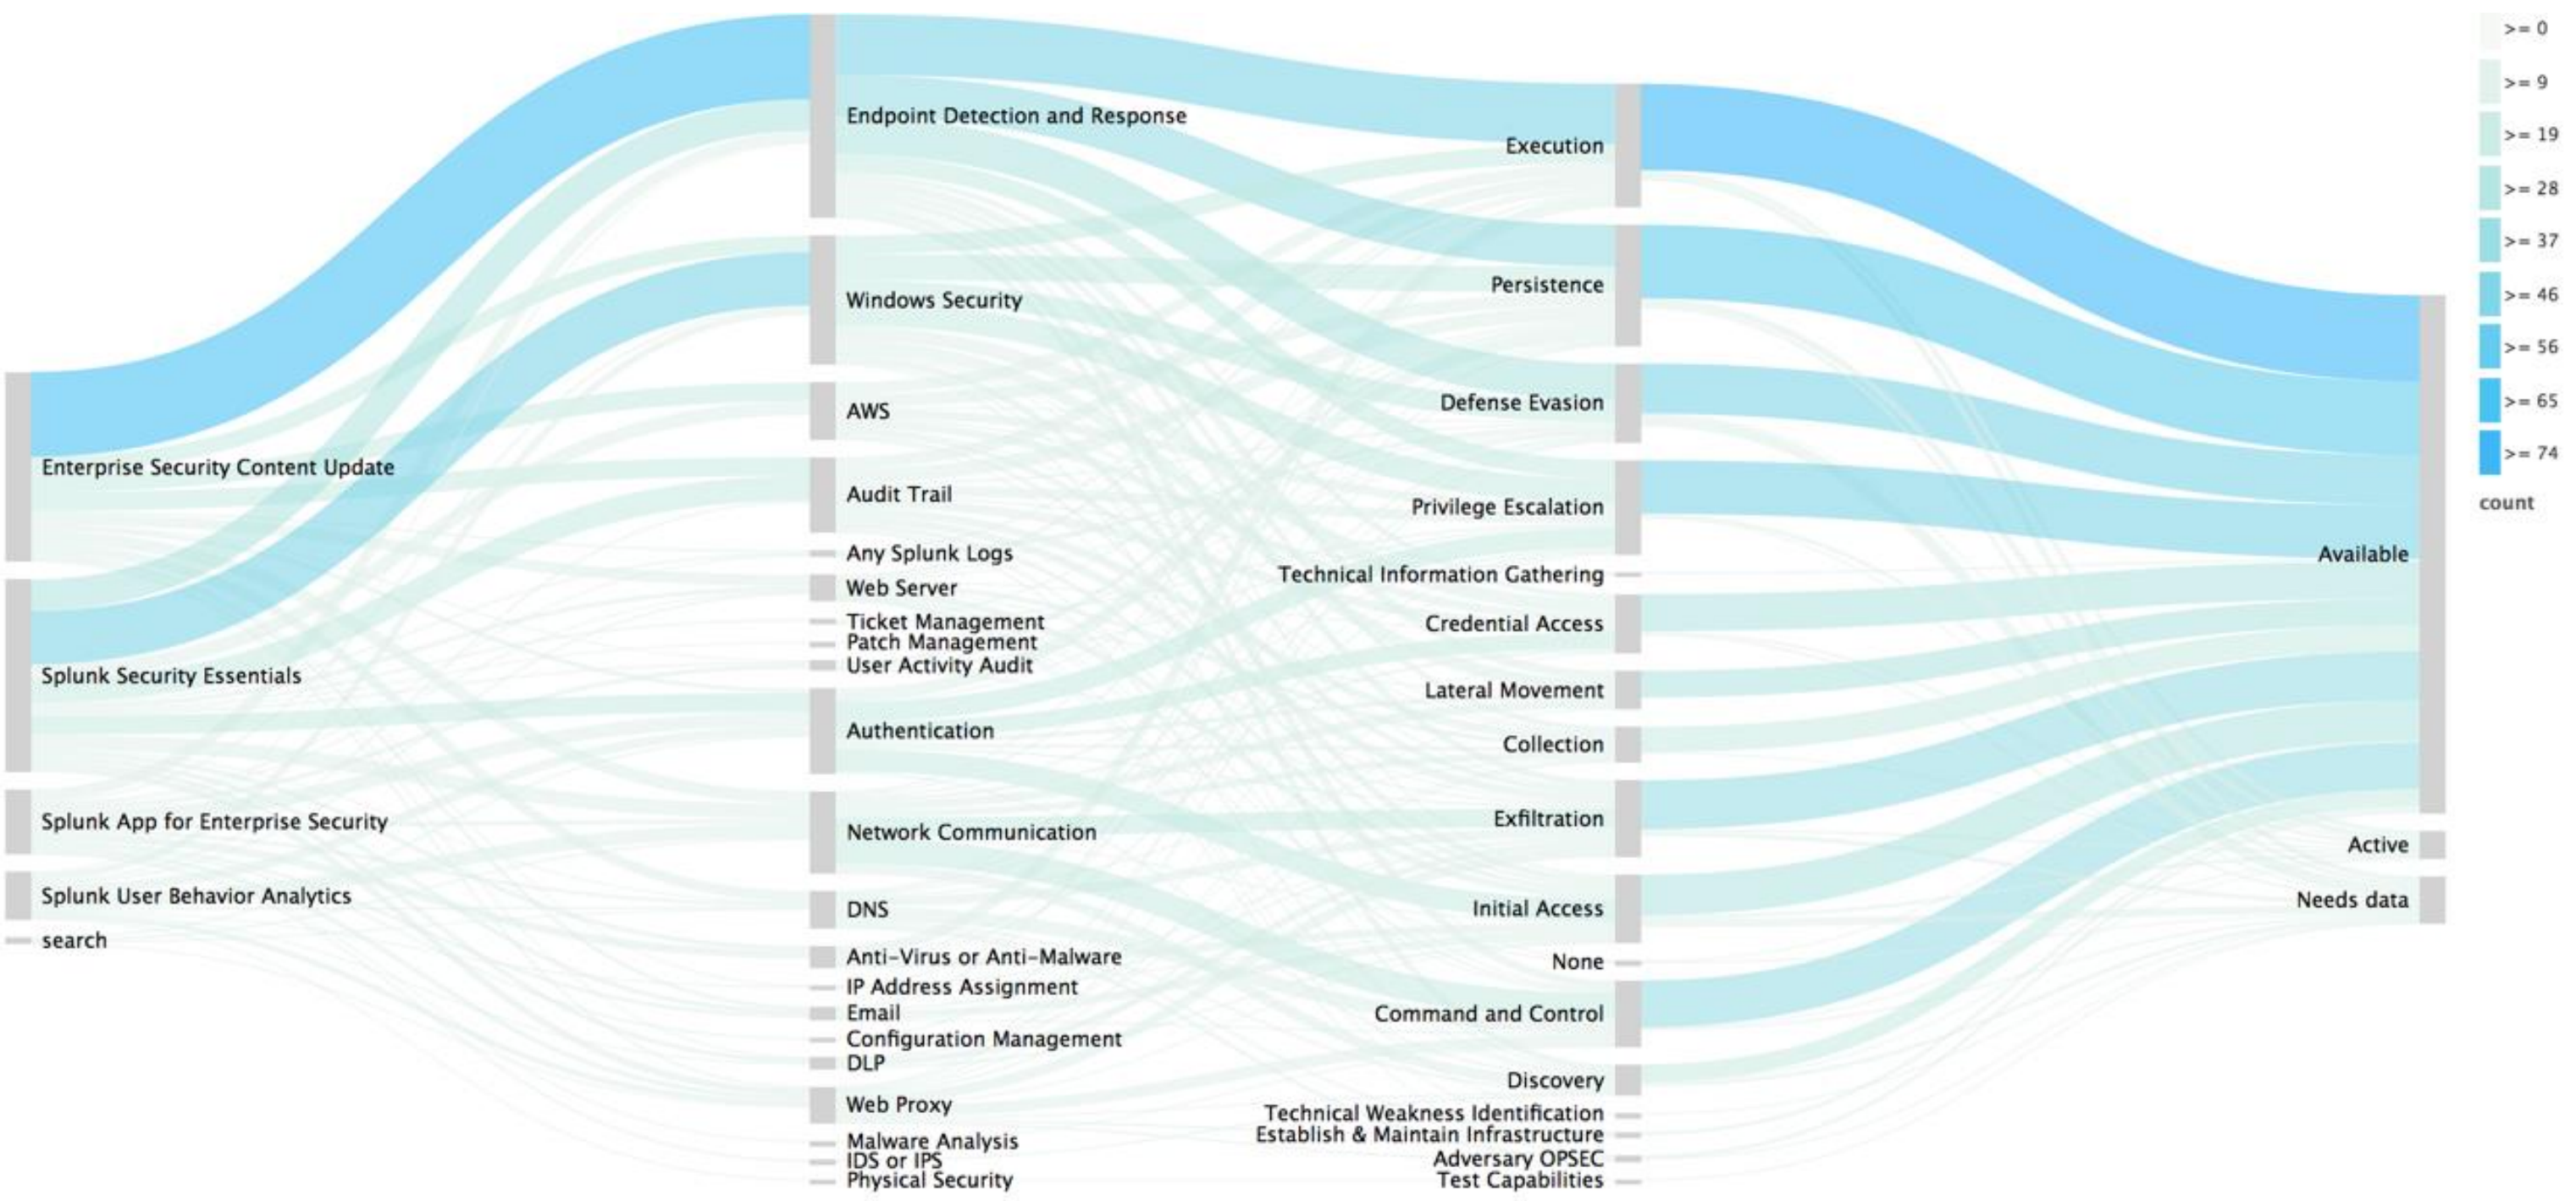 Enterprise Security Content Update
Splunk Security Essentials
Splunk App for Enterprise Security
Splunk User Behavior Analytics
search
Endpoint Detection and Response
Windows Security
AWS
Audit Trail
Any Splunk Logs
Web Server
Ticket Management
Patch Management
User Activity Audit
Authentication
Network Communication
DNS
Anti-Virus or Anti-Malware
IP Address Assignment
Email
Configuration Management
DLP
Web Proxy
Malware Analysis
IDS or IPS
Physical Security
Execution
Persistence
Defense Evasion
Privilege Escalation
Technical Information Gathering
Credential Access
Lateral Movement
Collection
Exfiltration
Initial Access
None
Command and Control
Discovery
Technical Weakness Identification
Establish & Maintain Infrastructure
Adversary OPSEC
Test Capabilities
Available
Active
Needs data
>= 0
>= 9
>= 19
>= 28
>= 37
>= 46
>= 56
>= 65
>= 74
count